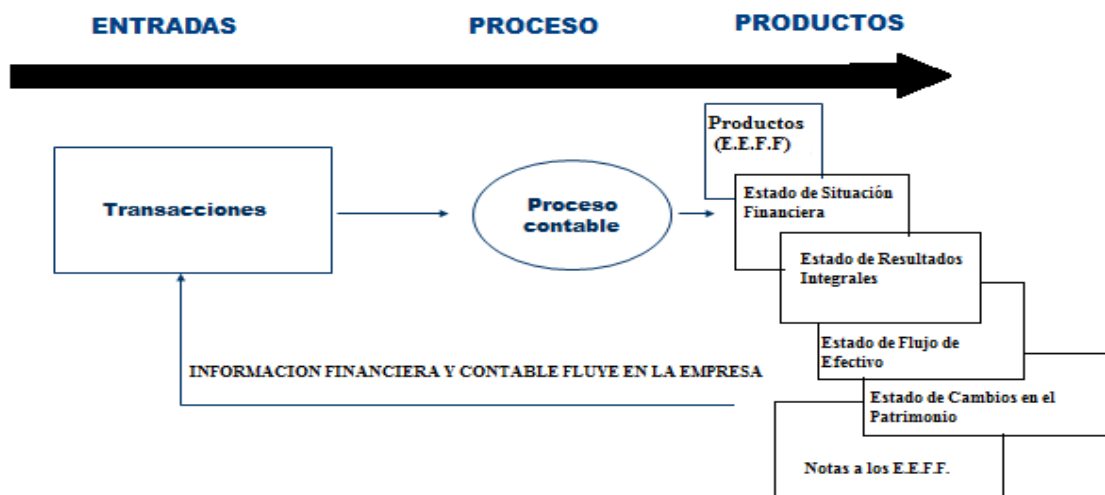 ENTRADAS
PROCESO
PRODUCTOS
Productos
(E.E.F.F)
Transacciones
Proceso
contable
Estado de Situación
Financiera
Estado de Resultados
Integrales
Estado de Flujo de
Efectivo
INFORMACION FINANCIERA Y CONTABLE FLUYE EN LA EMPRESA
Estado de Cambios en el
Patrimonio
Notas a los E.E.F.F.